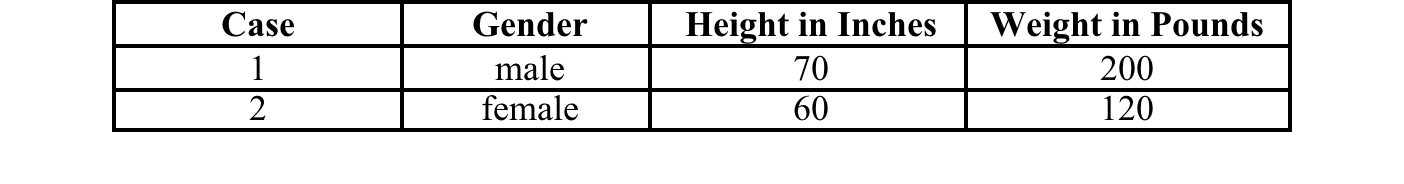 Case Gender Height in Inches Weight in Pounds
1 male 70 200
2 female 60 120